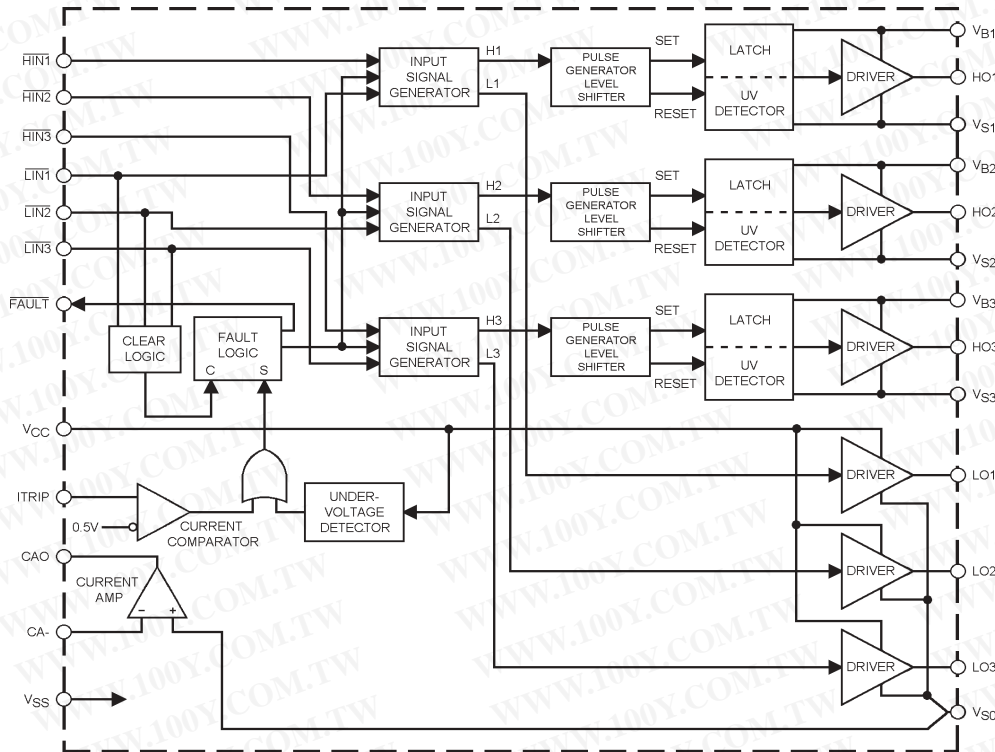 HIN1
HIN2
HIN3
LIN1
LIN2
LIN3
FAULT
VCC
ITRIP
0.5V
CAO
CA-
VSS
CLEAR
LOGIC
FAULT
LOGIC
C
S
CURRENT
COMPARATOR
UNDER-
VOLTAGE
DETECTOR
CURRENT
AMP
-
+
INPUT
SIGNAL
GENERATOR
H1
L1
PULSE
GENERATOR
LEVEL
SHIFTER
SET
RESET
LATCH
UV
DETECTOR
DRIVER
VB1
HO1
VS1
INPUT
SIGNAL
GENERATOR
H2
L2
PULSE
GENERATOR
LEVEL
SHIFTER
SET
RESET
LATCH
UV
DETECTOR
DRIVER
VB2
HO2
VS2
INPUT
SIGNAL
GENERATOR
H3
L3
PULSE
GENERATOR
LEVEL
SHIFTER
SET
RESET
LATCH
UV
DETECTOR
DRIVER
VB3
HO3
VS3
DRIVER
LO1
DRIVER
LO2
DRIVER
LO3
VS0
WWW.100Y.COM.TW